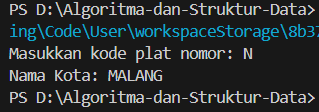 PS D:\Algoritma-dan-Struktur-Data>
ing\Code\User\workspaceStorage\8b37
Masukkan kode plat nomor: N
Nama Kota: MALANG
PS D:\Algoritma-dan-Struktur-Data>